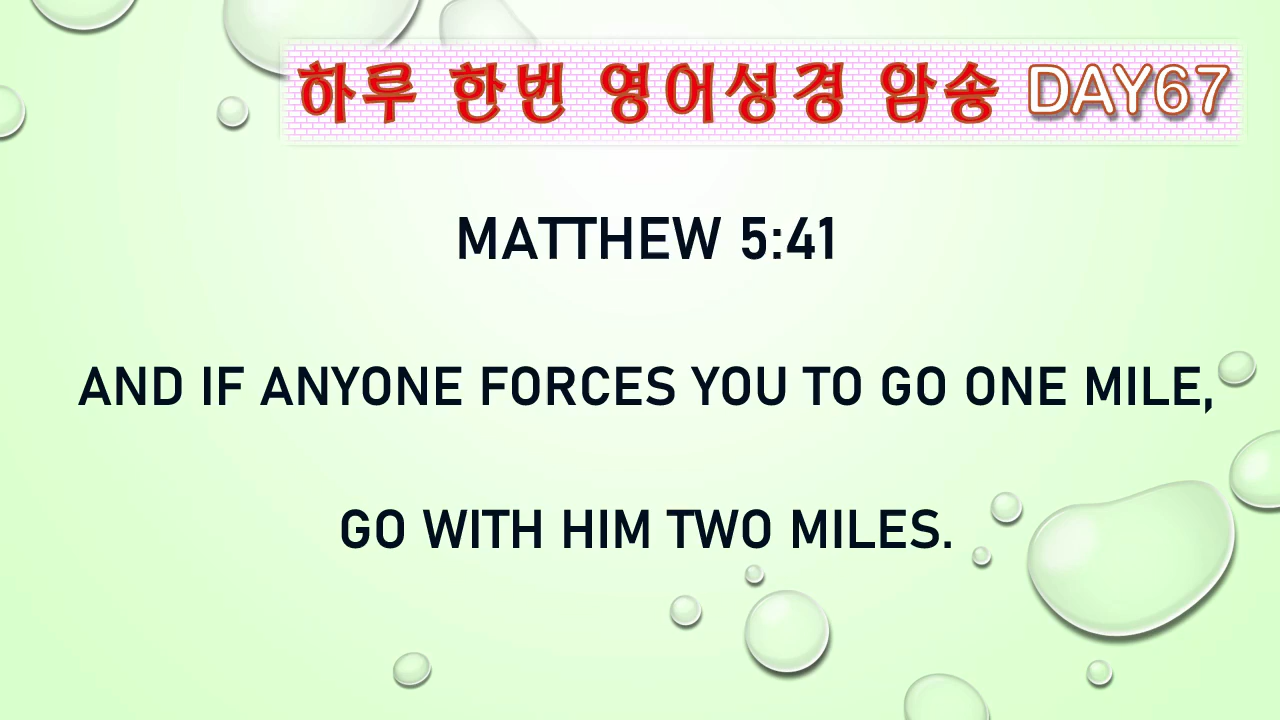 하루 한번 영어성경 암송 DAY67
MATTHEW 5:41
AND IF ANYONE FORCES YOU TO GO ONE MILE,
GO WITH HIM TWO MILES.